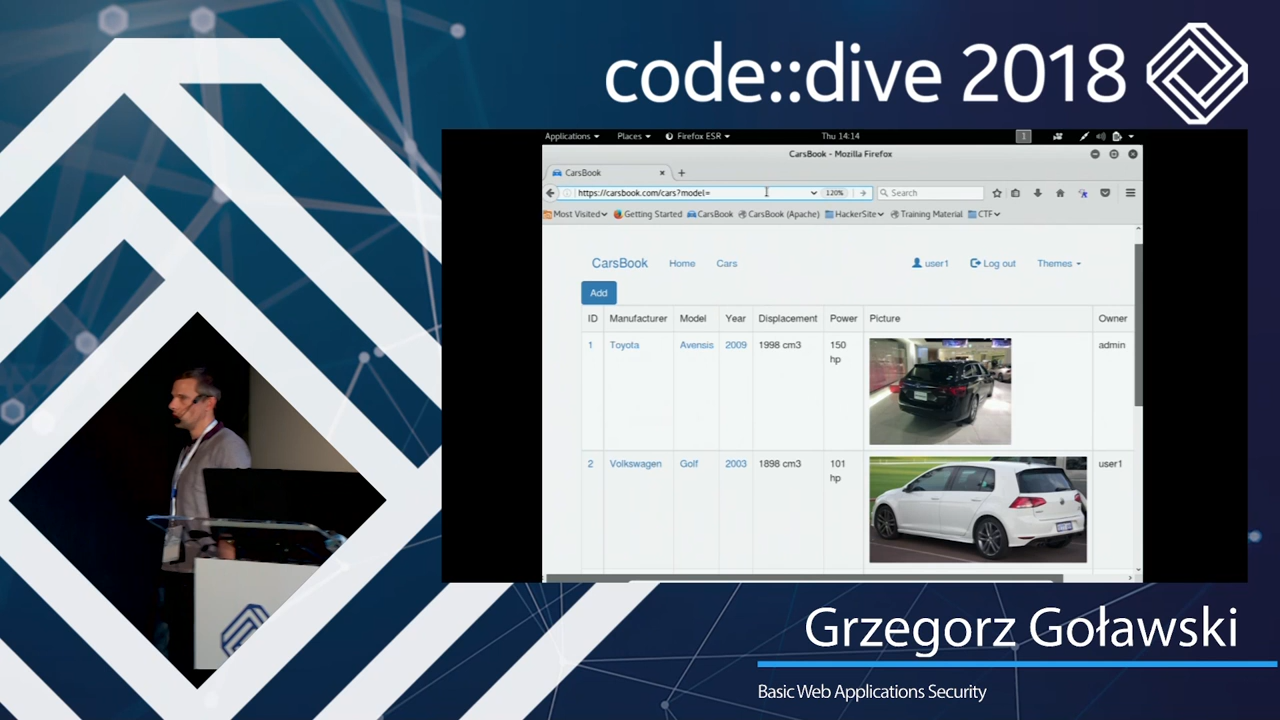 code::dive 2018
Applications Places Firefox ESR Thu 14:14 1
CarsBook - Mozilla Firefox
CarsBook
https://carsbook.com/cars?model= 120% Search
Most Visited Getting Started CarsBook CarsBook (Apache) HackerSite Training Material CTF
CarsBook Home Cars user1 Log out Themes
Add
ID Manufacturer Model Year Displacement Power Picture Owner
1 Toyota Avensis 2009 1998 cm3 150 admin
hp
2 Volkswagen Golf 2003 1898 cm3 101 user1
hp
Grzegorz Goławski
Basic Web Applications Security